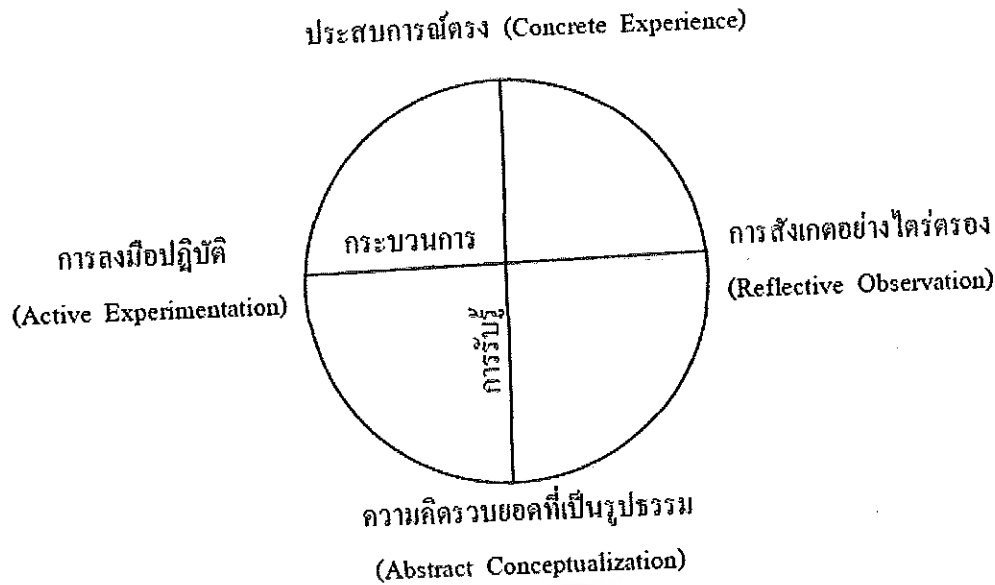 ประสบการณ์ตรง (Concrete Experience)
การลงมือปฏิบัติ
(Active Experimentation)
กระบวนการ
การสังเกตอย่างไตร่ตรอง
(Reflective Observation)
การรับรู้
ความคิดรวบยอดที่เป็นรูปธรรม
(Abstract Conceptualization)